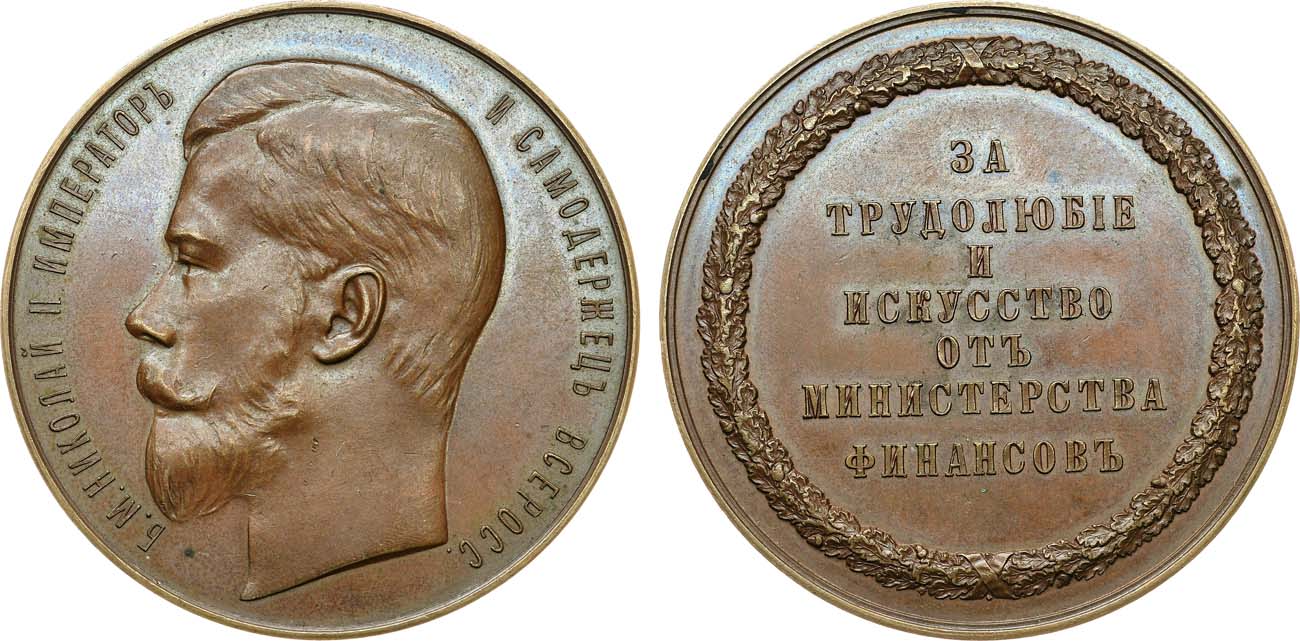 Б.М.НИКОЛАЙ II ИМПЕРАТОРЪ И САМОДЕРЖЕЦЪ ВСЕРОСС.
ЗА
ТРУДОЛЮБІЕ
И
ИСКУССТВО
ОТЪ
МИНИСТЕРСТВА
ФИНАНСОВЪ